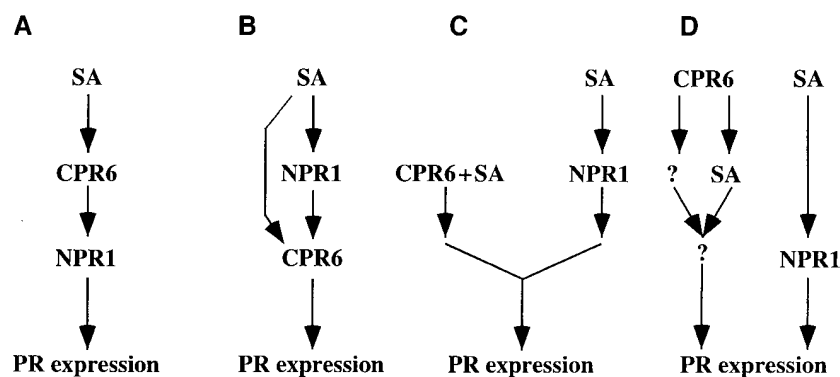 A B C D
SA SA SA CPR6 SA
CPR6 NPR1 CPR6+SA NPR1 ? SA
NPR1 CPR6 ? NPR1
PR expression PR expression PR expression PR expression